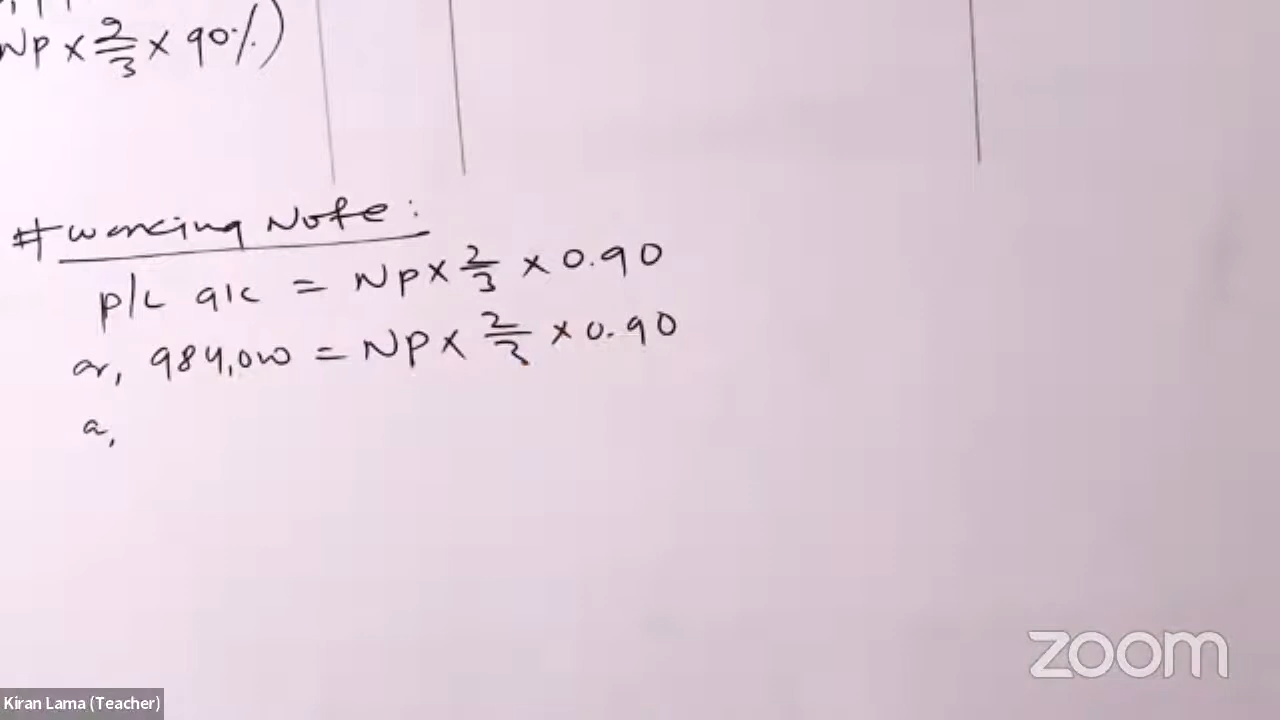 NP × 2/3 × 90%)
# Working Note:
P/L a/c = NP × 2/3 × 0.90
or, 984,000 = NP × 2/3 × 0.90
or,
zoom
Kiran Lama (Teacher)